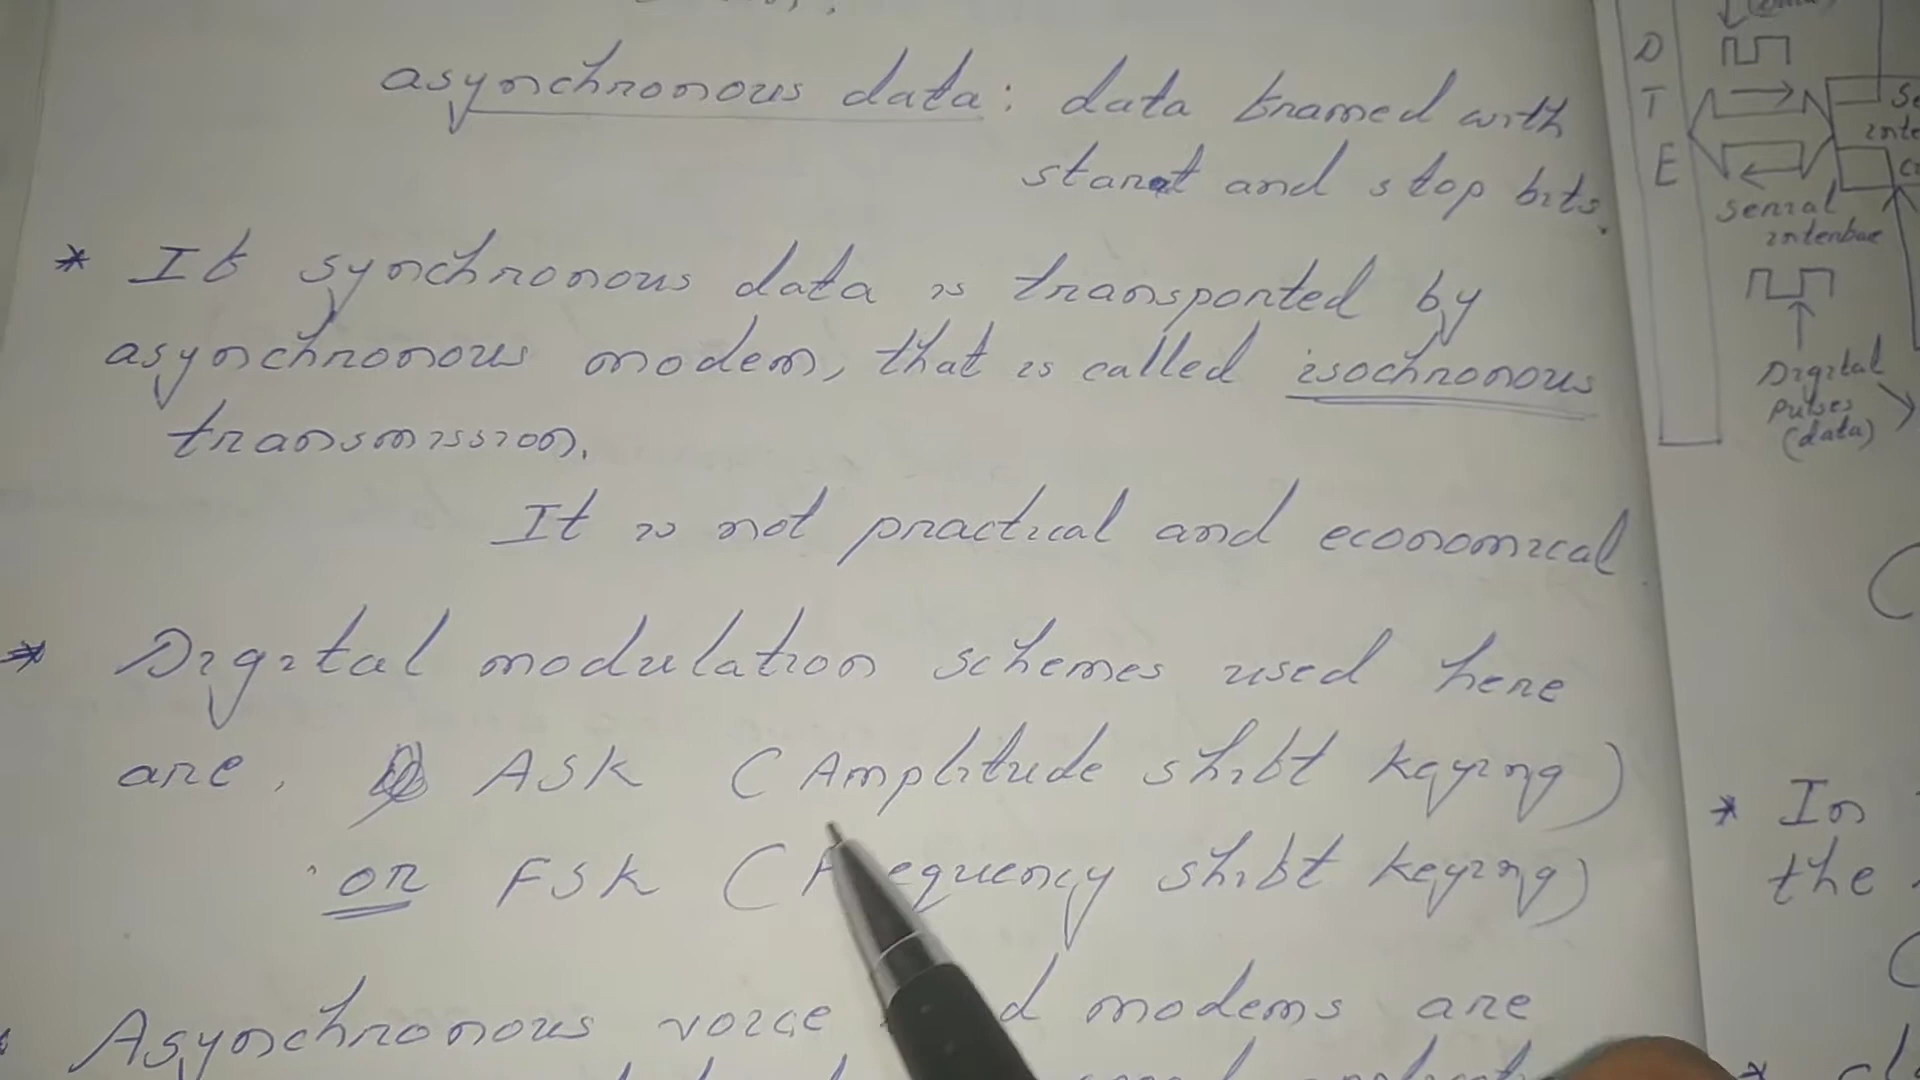 asynchronous data : data framed with
start and stop bits.
* If synchronous data is transported by
asynchronous modem, that is called isochronous
transmission.
It is not practical and economical.
* Digital modulation schemes used here
are, ASK (Amplitude shift keying)
or FSK (Frequency shift keying)
Asynchronous voice modems are
D
T
E
serial
interface
Digital
pulses
(data)
* In
the